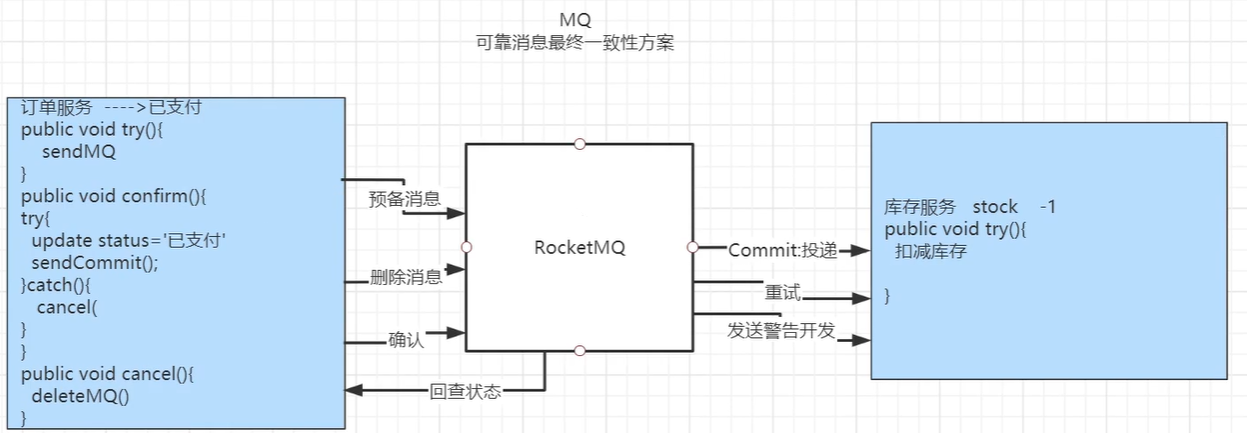 MQ
可靠消息最终一致性方案
订单服务 ---->已支付
public void try(){
sendMQ
}
public void confirm(){
try{
update status='已支付'
sendCommit();
}catch(){
cancel(
}
}
public void cancel(){
deleteMQ()
}
预备消息
删除消息
确认
回查状态
RocketMQ
Commit:投递
重试
发送警告开发
库存服务 stock -1
public void try(){
扣减库存
}